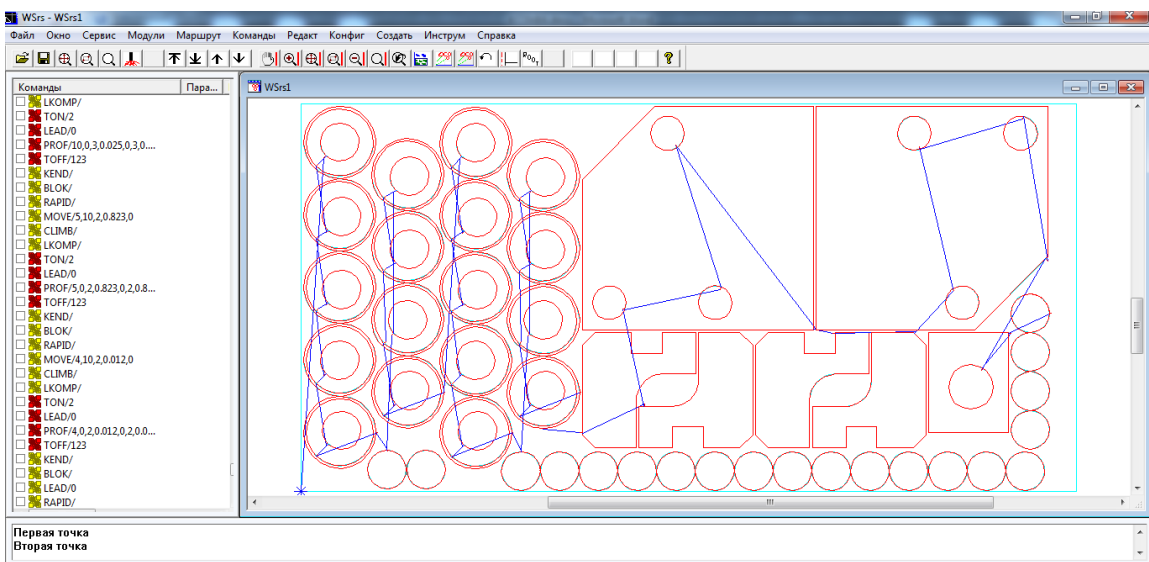 WSrs - WSrs1
Файл Окно Сервис Модули Маршрут Команды Редакт Конфиг Создать Инструм Справка
Команды Пара...
WSrs1
LKOMP/
TON/2
LEAD/0
PROF/10,0,3,0.025,0,3,0....
TOFF/123
KEND/
BLOK/
RAPID/
MOVE/5,10,2,0.823,0
CLIMB/
LKOMP/
TON/2
LEAD/0
PROF/5,0,2,0.823,0,2,0.8...
TOFF/123
KEND/
BLOK/
RAPID/
MOVE/4,10,2,0.012,0
CLIMB/
LKOMP/
TON/2
LEAD/0
PROF/4,0,2,0.012,0,2,0.0...
TOFF/123
KEND/
BLOK/
LEAD/0
RAPID/
Первая точка
Вторая точка